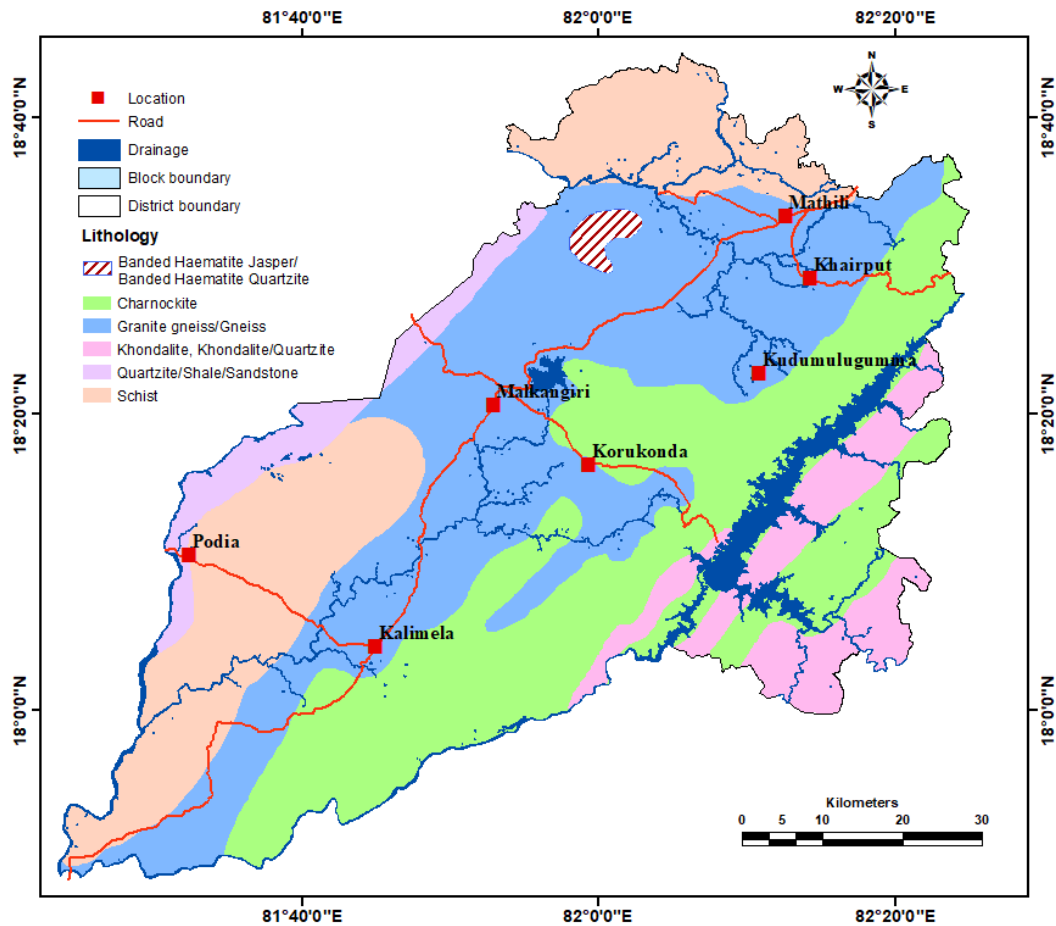 81°40'0"E
82°0'0"E
82°20'0"E
18°40'0"N
18°40'0"N
N
W
E
S
Location
Road
Drainage
Block boundary
District boundary
Lithology
Banded Haematite Jasper/
Banded Haematite Quartzite
Charnockite
Granite gneiss/Gneiss
Khondalite, Khondalite/Quartzite
Quartzite/Shale/Sandstone
Schist
Mathili
Khairput
Kudumulugumma
Malkangiri
18°20'0"N
18°20'0"N
Korukonda
Podia
Kalimela
18°0'0"N
18°0'0"N
Kilometers
0 5 10 20 30
81°40'0"E
82°0'0"E
82°20'0"E